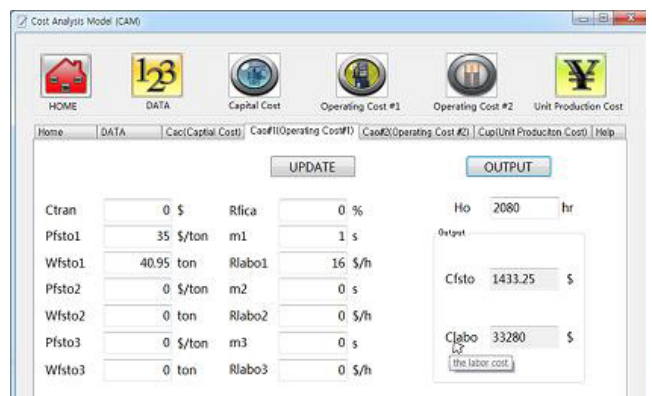 Cost Analysis Model (CAM)
123
HOME DATA Capital Cost Operating Cost #1 Operating Cost #2 Unit Production Cost
Home DATA Cac(Captial Cost) Cao#1(Operating Cost#1) Cao#2(Operating Cost #2) Cup(Unit Produciton Cost) Help
UPDATE OUTPUT
Ctran 0 $ Rfica 0 % Ho 2080 hr
Pfsto1 35 $/ton m1 1 s Output
Wfsto1 40.95 ton Rlabo1 16 $/h
Cfsto 1433.25 $
Pfsto2 0 $/ton m2 0 s
Wfsto2 0 ton Rlabo2 0 $/h
Pfsto3 0 $/ton m3 0 s Clabo 33280 $
the labor cost
Wfsto3 0 ton Rlabo3 0 $/h